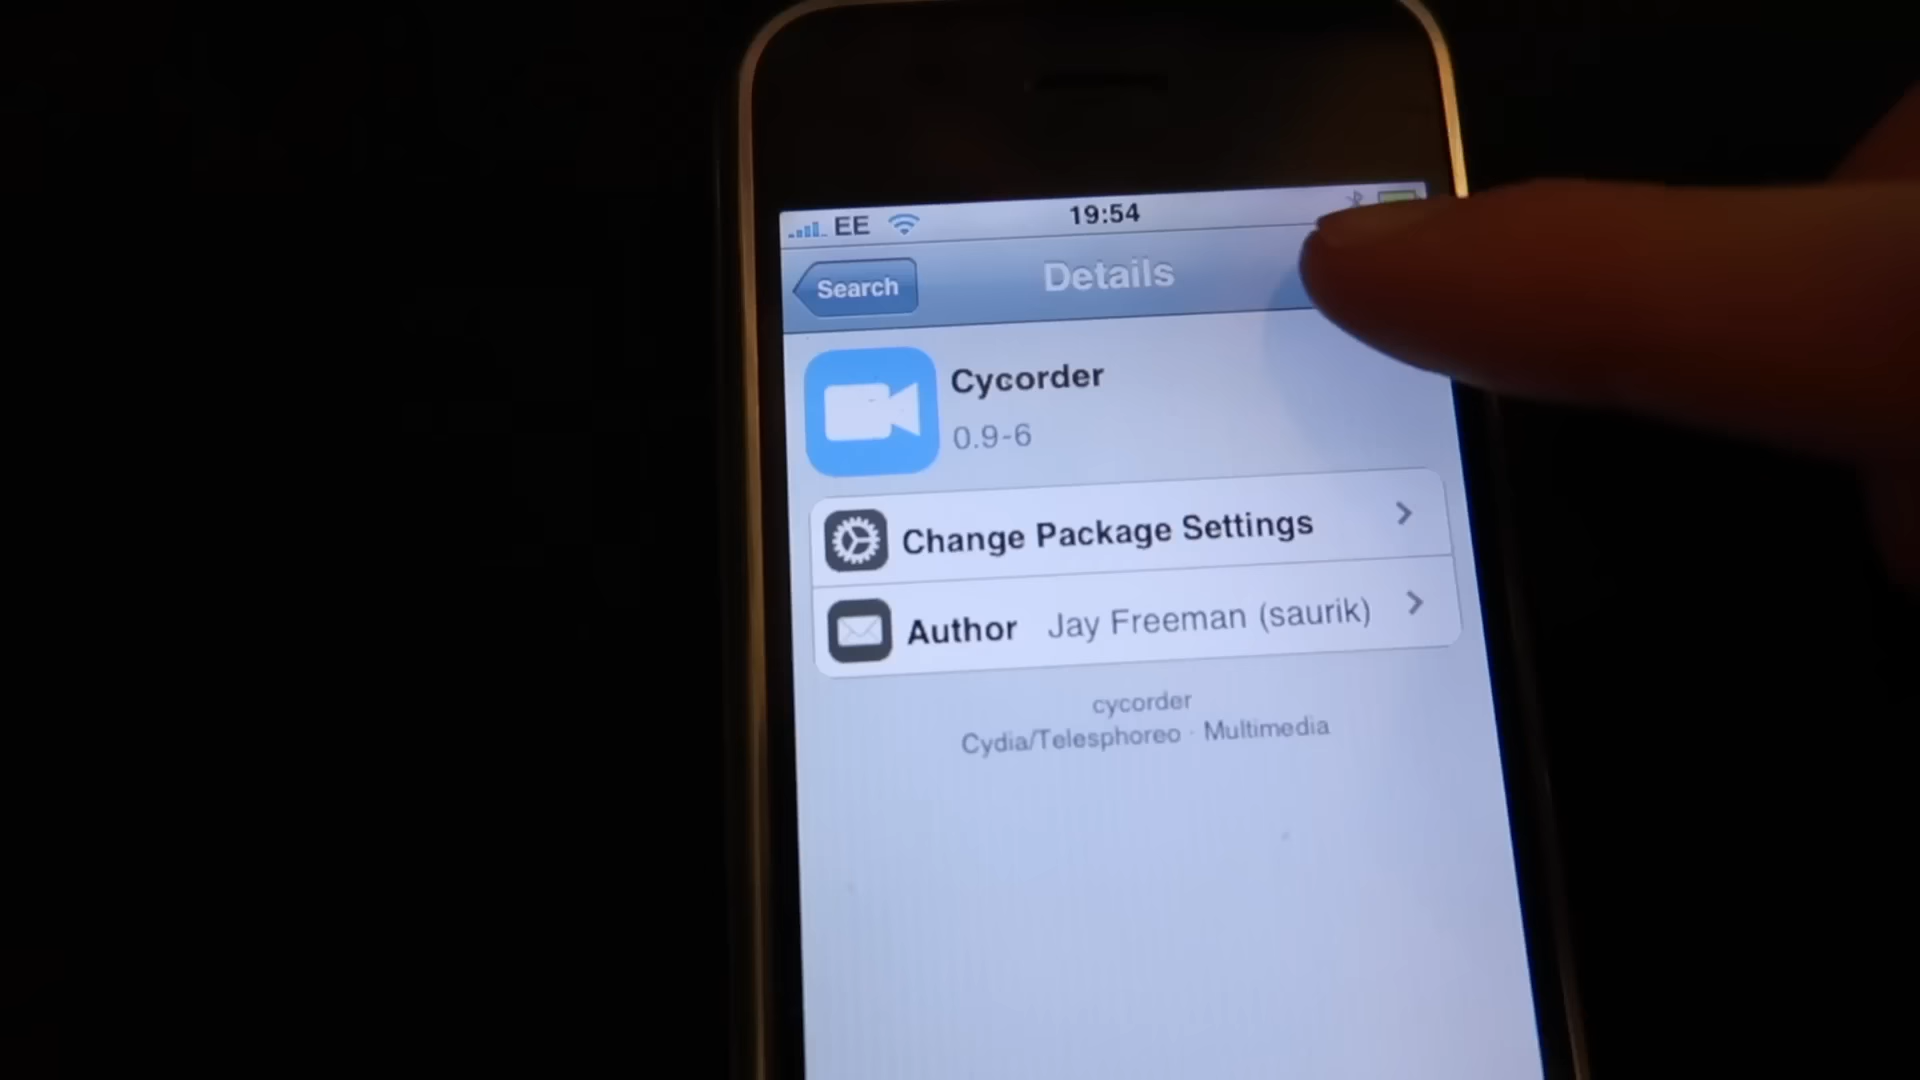 EE 19:54
Search Details
Cycorder
0.9-6
Change Package Settings
Author Jay Freeman (saurik)
cycorder
Cydia/Telesphoreo · Multimedia